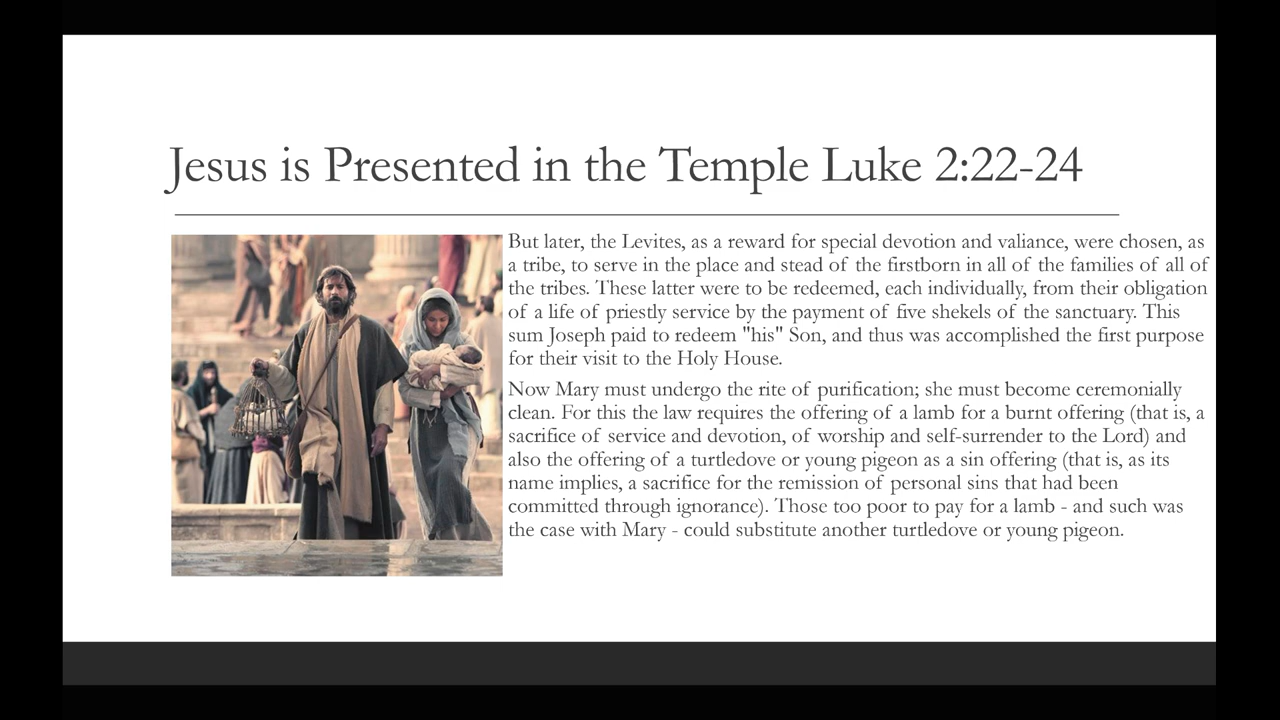 Jesus is Presented in the Temple Luke 2:22-24
But later, the Levites, as a reward for special devotion and valiance, were chosen, as
a tribe, to serve in the place and stead of the firstborn in all of the families of all of
the tribes. These latter were to be redeemed, each individually, from their obligation
of a life of priestly service by the payment of five shekels of the sanctuary. This
sum Joseph paid to redeem "his" Son, and thus was accomplished the first purpose
for their visit to the Holy House.
Now Mary must undergo the rite of purification; she must become ceremonially
clean. For this the law requires the offering of a lamb for a burnt offering (that is, a
sacrifice of service and devotion, of worship and self-surrender to the Lord) and
also the offering of a turtledove or young pigeon as a sin offering (that is, as its
name implies, a sacrifice for the remission of personal sins that had been
committed through ignorance). Those too poor to pay for a lamb - and such was
the case with Mary - could substitute another turtledove or young pigeon.